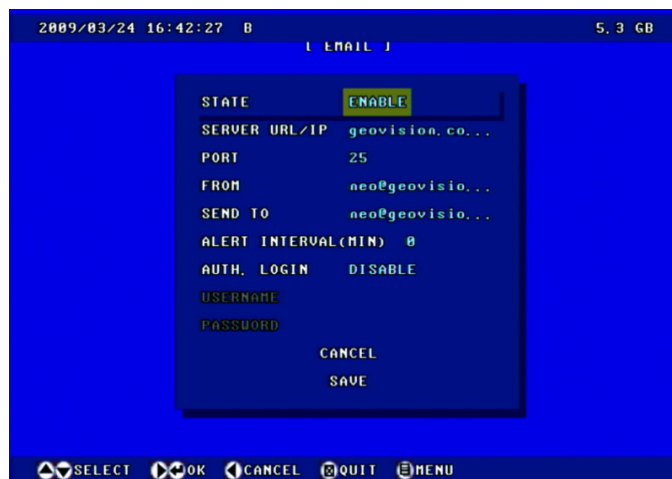 2009/03/24 16:42:27 B 5.3 GB
[ EMAIL ]
STATE ENABLE
SERVER URL/IP geovision.co...
PORT 25
FROM neo@geovisio...
SEND TO neo@geovisio...
ALERT INTERVAL(MIN) 0
AUTH. LOGIN DISABLE
USERNAME
PASSWORD
CANCEL
SAVE
SELECT OK CANCEL QUIT MENU